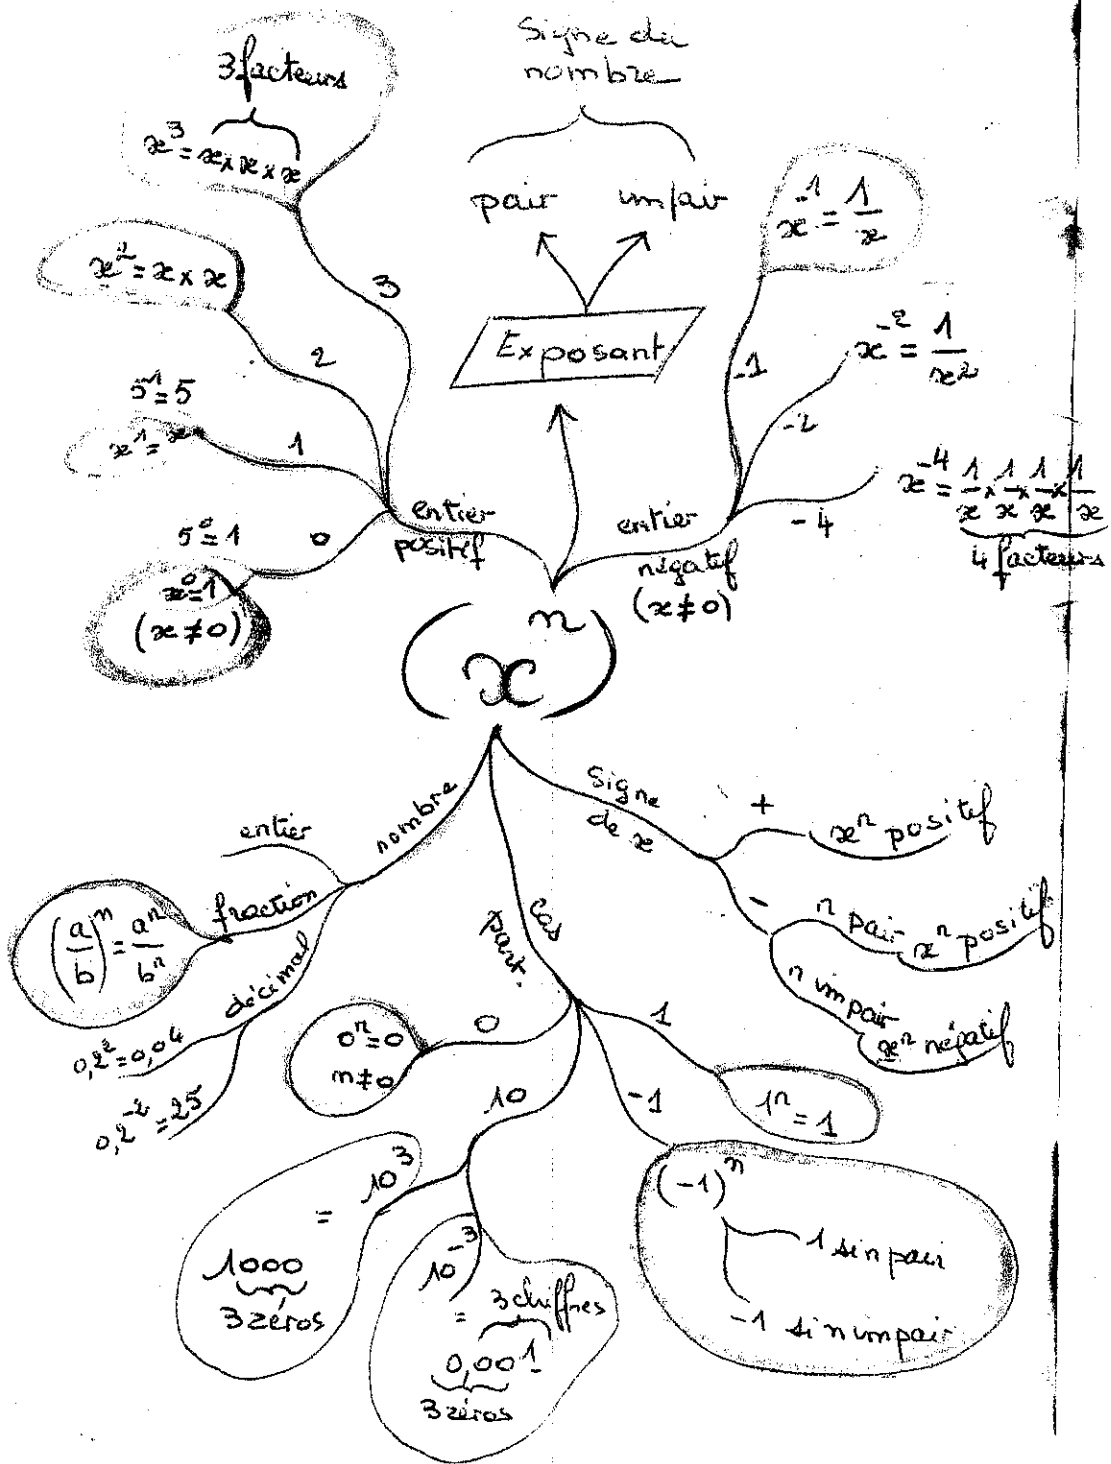 3 facteurs
x³ = x × x × x
Signe du
nombre
pair impair
Exposant
x² = x × x
3
2
5¹ = 5
x¹ = x
1
5⁰ = 1
0
x⁰ = 1
(x ≠ 0)
entier
positif
x⁻¹ = 1/x
-1
x⁻² = 1/x²
-2
x⁻⁴ = 1/x × 1/x × 1/x × 1/x
4 facteurs
-4
entier
négatif
(x ≠ 0)
(xⁿ)
nombre
entier
fraction
(a/b)ⁿ = aⁿ/bⁿ
décimal
0,2² = 0,04
0,2⁻² = 25
Signe
de x
+
xⁿ positif
-
n pair
xⁿ positif
n impair
xⁿ négatif
cas
part.
0
0ⁿ = 0
n ≠ 0
10
10³
=
1000
3 zéros
10⁻³
= 3 chiffres
0,001
3 zéros
1
1ⁿ = 1
-1
(-1)ⁿ
1 si n pair
-1 si n impair